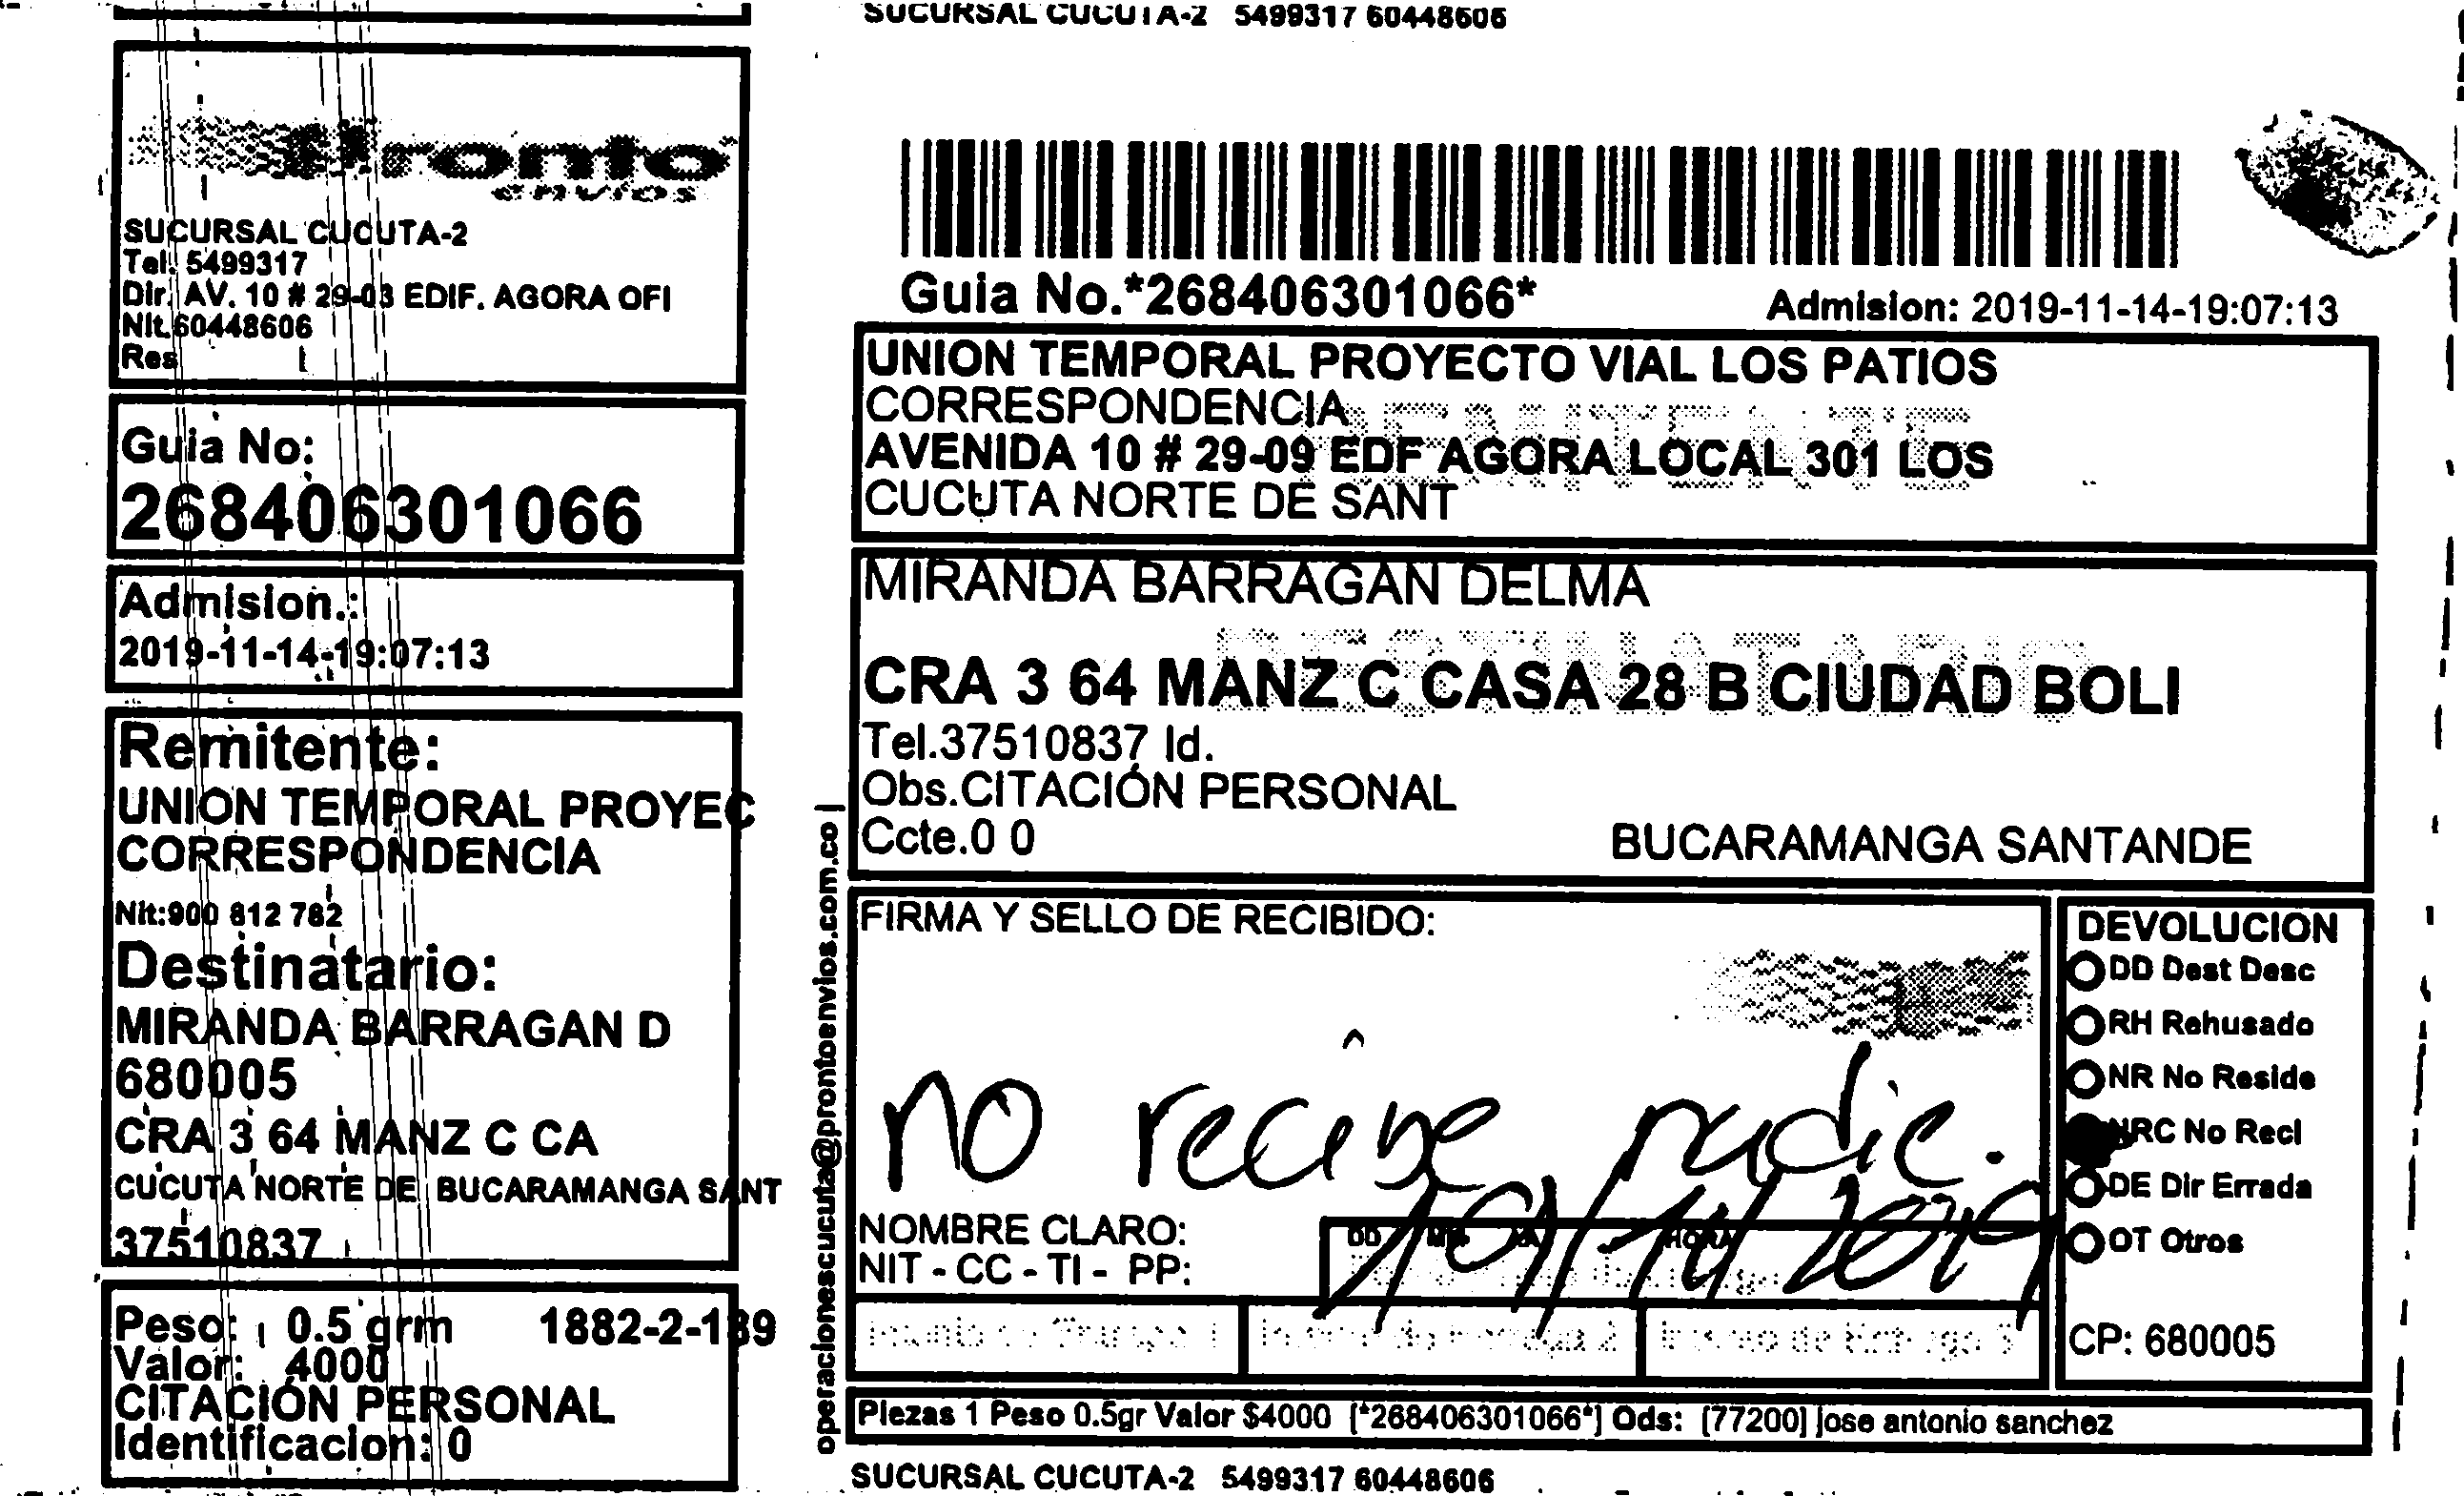 SUCURSAL CUCUTA-2 5499317 60448606
Pronto
envios
SUCURSAL CUCUTA-2
Tel. 5499317
Dir. AV. 10 # 29-03 EDIF. AGORA OFI
Nit.60448606
Res
Guia No:
268406301066
Admision.:
2019-11-14-19:07:13
Remitente:
UNION TEMPORAL PROYEC
CORRESPONDENCIA
Nit:900 812 782
Destinatario:
MIRANDA BARRAGAN D
680005
CRA 3 64 MANZ C CA
CUCUTA NORTE DE BUCARAMANGA SANT
37510837
Peso: 0.5 grm 1882-2-189
Valor: 4000
CITACIÓN PERSONAL
Identificacion: 0
operacionescucuta@prontoenvios.com.co |
Guia No.*268406301066*
Admision: 2019-11-14-19:07:13
UNION TEMPORAL PROYECTO VIAL LOS PATIOS
CORRESPONDENCIA
REMITENTE
AVENIDA 10 # 29-09 EDF AGORA LOCAL 301 LOS
CUCUTA NORTE DE SANT
MIRANDA BARRAGAN DELMA
DESTINATARIO
CRA 3 64 MANZ C CASA 28 B CIUDAD BOLI
Tel.37510837 Id.
Obs.CITACIÓN PERSONAL
Ccte.0 0
BUCARAMANGA SANTANDE
FIRMA Y SELLO DE RECIBIDO:
no recibe nadie.
NOMBRE CLARO:
NIT - CC - TI - PP:
DD
HORA
DEVOLUCION
DD Dest Desc
RH Rehusado
NR No Reside
NRC No Reci
DE Dir Errada
OT Otros
CP: 680005
Piezas 1 Peso 0.5gr Valor $4000 [*268406301066*] Ods: [77200] jose antonio sanchez
SUCURSAL CUCUTA-2 5499317 60448606